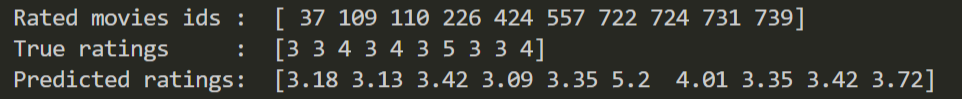 Rated movies ids :  [ 37 109 110 226 424 557 722 724 731 739]
True ratings     :  [3 3 4 3 4 3 5 3 3 4]
Predicted ratings:  [3.18 3.13 3.42 3.09 3.35 5.2  4.01 3.35 3.42 3.72]